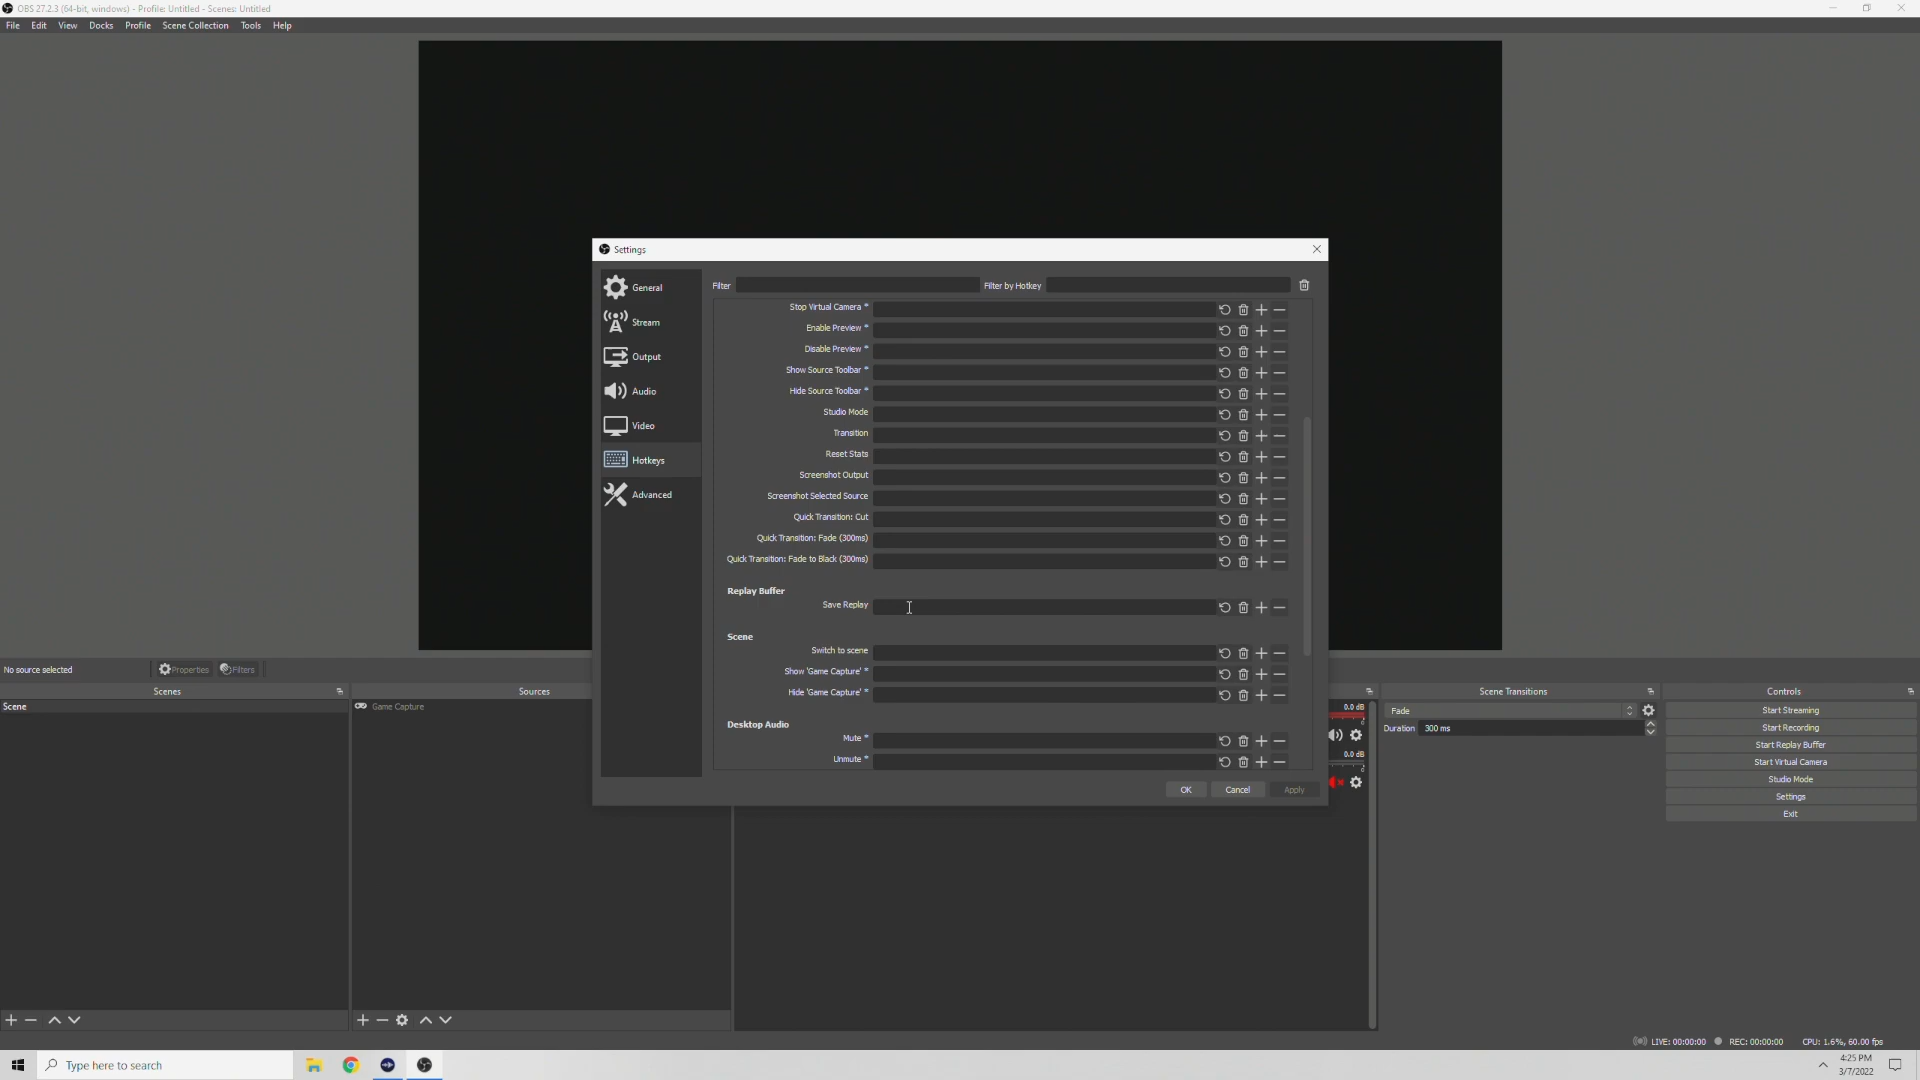 OBS 27.2.3 (64-bit, windows) - Profile: Untitled - Scenes: Untitled
File Edit View Docks Profile Scene Collection Tools Help
Settings
General
Stream
Output
Audio
Video
Hotkeys
Advanced
Filter Filter by Hotkey
Stop Virtual Camera *
Enable Preview *
Disable Preview *
Show Source Toolbar *
Hide Source Toolbar *
Studio Mode
Transition
Reset Stats
Screenshot Output
Screenshot Selected Source
Quick Transition: Cut
Quick Transition: Fade (300ms)
Quick Transition: Fade to Black (300ms)
Replay Buffer
Save Replay
Scene
Switch to scene
Show 'Game Capture' *
Hide 'Game Capture' *
Desktop Audio
Mute *
Unmute *
OK Cancel Apply
No source selected Properties Filters
Scenes Sources Scene Transitions Controls
Scene
Game Capture
0.0 dB
0.0 dB
Fade
Duration 300 ms
Start Streaming
Start Recording
Start Replay Buffer
Start Virtual Camera
Studio Mode
Settings
Exit
LIVE: 00:00:00 REC: 00:00:00 CPU: 1.6%, 60.00 fps
Type here to search
4:25 PM
3/7/2022